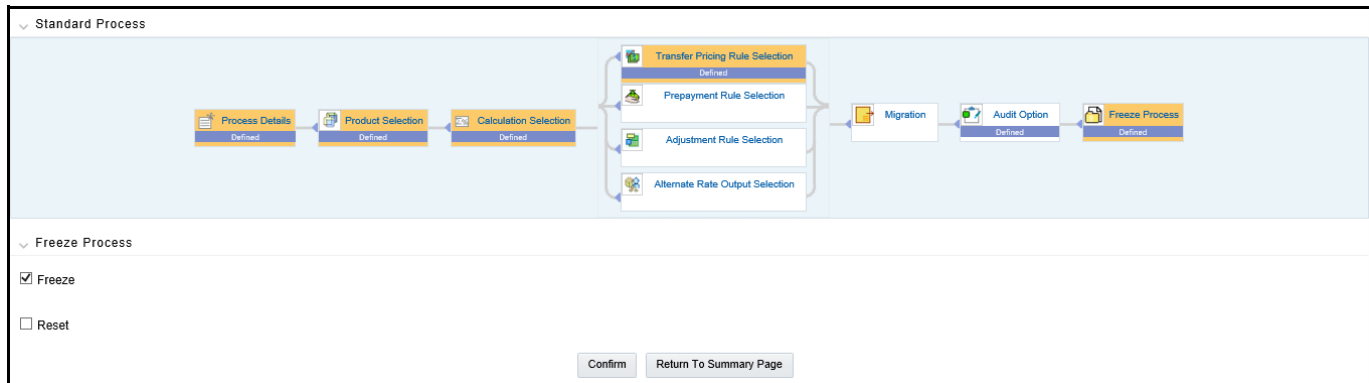 Standard Process
Process Details
Defined
Product Selection
Defined
Calculation Selection
Defined
Transfer Pricing Rule Selection
Defined
Prepayment Rule Selection
Adjustment Rule Selection
Alternate Rate Output Selection
Migration
Audit Option
Defined
Freeze Process
Defined
Freeze Process
Freeze
Reset
Confirm
Return To Summary Page